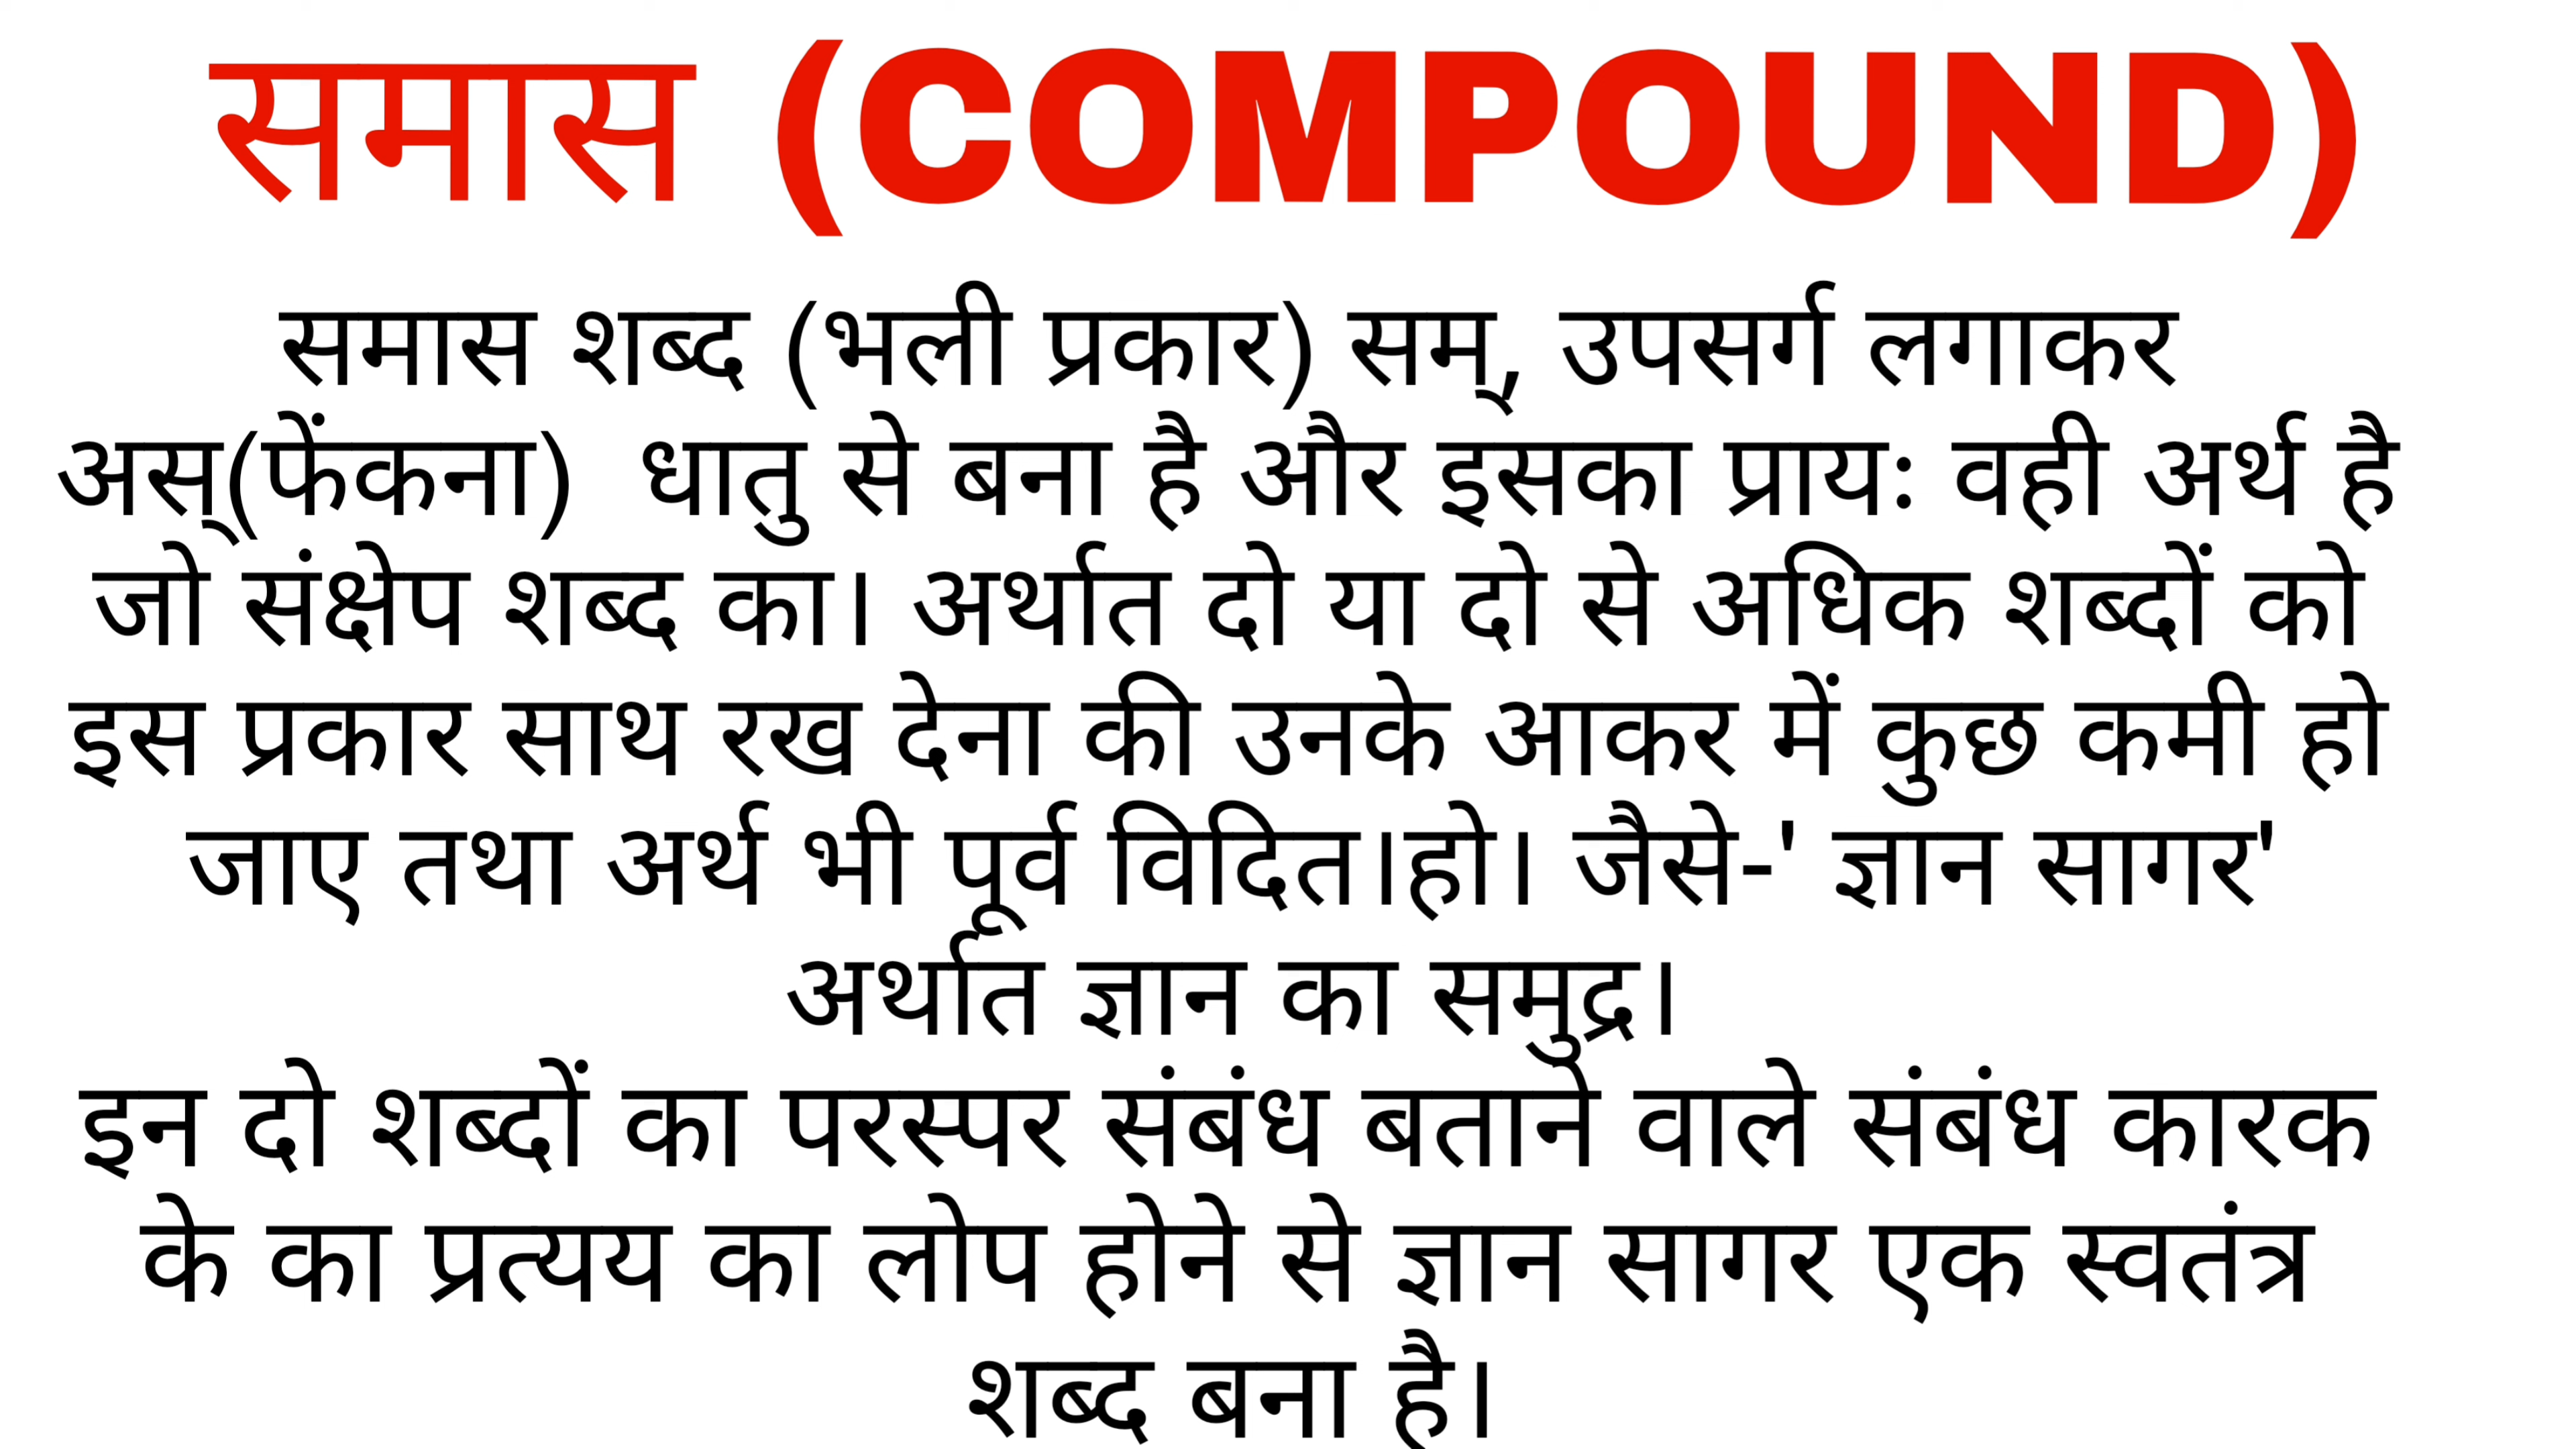 समास (COMPOUND)
समास शब्द (भली प्रकार) सम्, उपसर्ग लगाकर
अस्(फेंकना) धातु से बना है और इसका प्रायः वही अर्थ है
जो संक्षेप शब्द का। अर्थात दो या दो से अधिक शब्दों को
इस प्रकार साथ रख देना की उनके आकर में कुछ कमी हो
जाए तथा अर्थ भी पूर्व विदित।हो। जैसे-' ज्ञान सागर'
अर्थात ज्ञान का समुद्र।
इन दो शब्दों का परस्पर संबंध बताने वाले संबंध कारक
के का प्रत्यय का लोप होने से ज्ञान सागर एक स्वतंत्र
शब्द बना है।